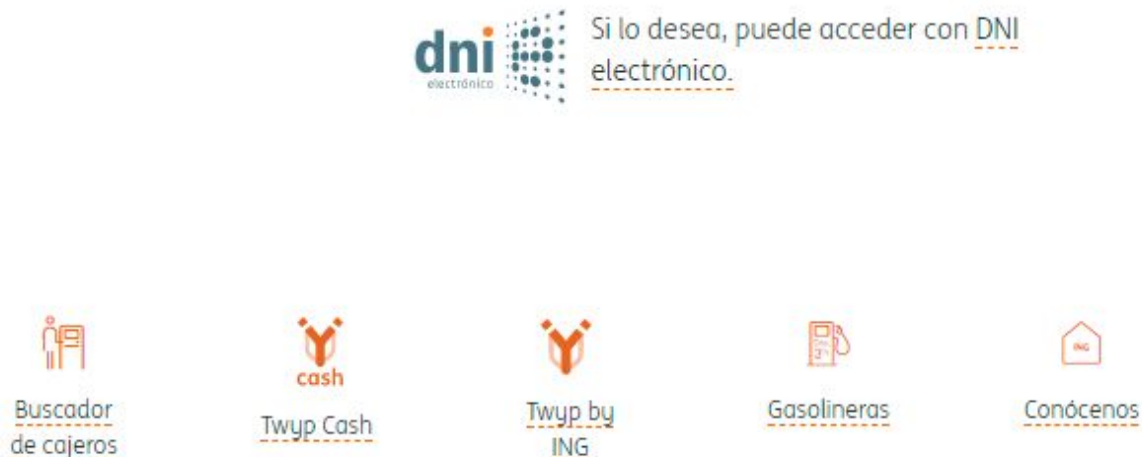 dni
electrónico
Si lo desea, puede acceder con DNI
electrónico.
cash
ING
Buscador
de cajeros
Twyp Cash
Twyp by
ING
Gasolineras
Conócenos